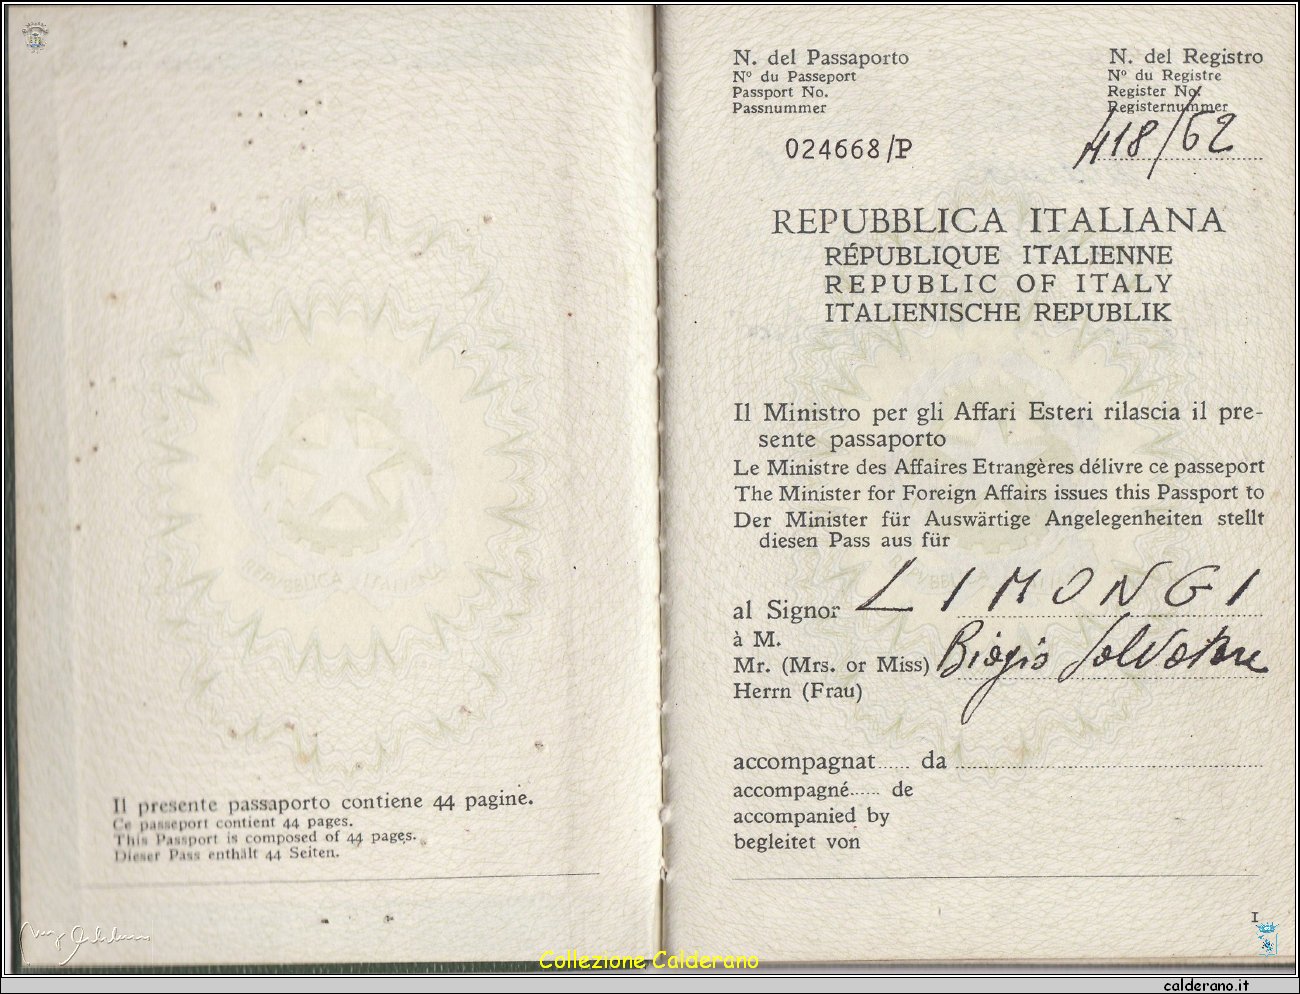 Il presente passaporto contiene 44 pagine.
Ce passeport contient 44 pages.
This Passport is composed of 44 pages.
Dieser Pass enthält 44 Seiten.
N. del Passaporto
Nº du Passeport
Passport No.
Passnummer
024668/P
N. del Registro
Nº du Registre
Register No.
Registernummer
418/62
REPUBBLICA ITALIANA
RÉPUBLIQUE ITALIENNE
REPUBLIC OF ITALY
ITALIENISCHE REPUBLIK
Il Ministro per gli Affari Esteri rilascia il pre-
sente passaporto
Le Ministre des Affaires Etrangères délivre ce passeport
The Minister for Foreign Affairs issues this Passport to
Der Minister für Auswärtige Angelegenheiten stellt
diesen Pass aus für
al Signor LIMONGI
à M.
Mr. (Mrs. or Miss) Biagio Salvatore
Herrn (Frau)
accompagnat...... da
accompagné...... de
accompanied by
begleitet von
1
Collezione Calderano
calderano.it